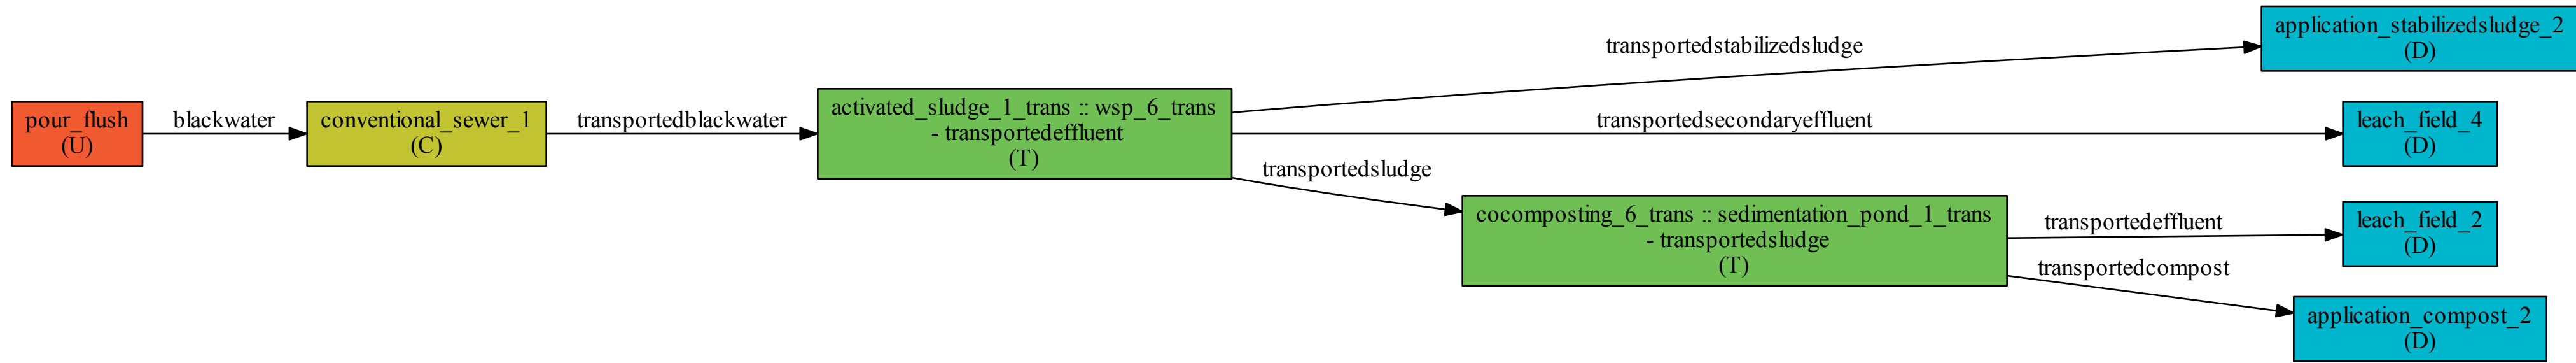 pour_flush
(U)
blackwater
conventional_sewer_1
(C)
transportedblackwater
activated_sludge_1_trans :: wsp_6_trans
- transportedeffluent
(T)
transportedstabilizedsludge
application_stabilizedsludge_2
(D)
transportedsecondaryeffluent
leach_field_4
(D)
transportedsludge
cocomposting_6_trans :: sedimentation_pond_1_trans
- transportedsludge
(T)
transportedeffluent
leach_field_2
(D)
transportedcompost
application_compost_2
(D)